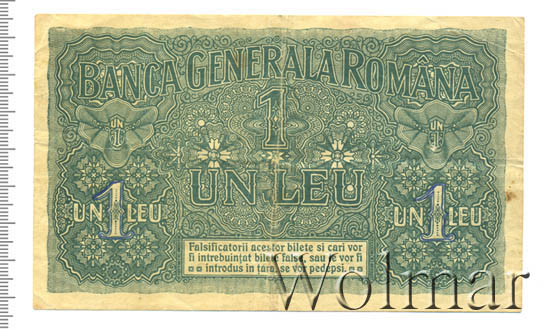 BANCA GENERALA ROMÂNA
UN
1
UN
1
UN LEU
UN 1 LEU
UN 1 LEU
Falsificatorii acestor bilete si cari vor
fi intrebuințat bilete false, sau le vor fi
introdus in țară, se vor pedepsi.
Wolmar